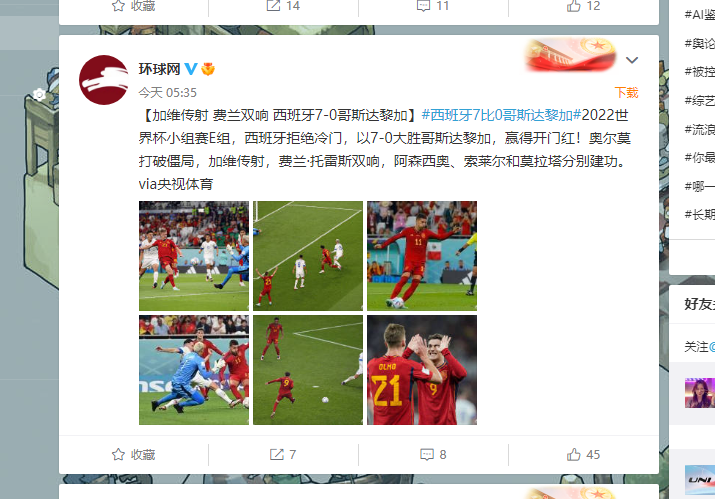 收藏
14
11
12
环球网
今天 05:35
下载
【加维传射 费兰双响 西班牙7-0哥斯达黎加】#西班牙7比0哥斯达黎加#2022世
界杯小组赛E组，西班牙拒绝冷门，以7-0大胜哥斯达黎加，赢得开门红！奥尔莫
打破僵局，加维传射，费兰·托雷斯双响，阿森西奥、索莱尔和莫拉塔分别建功。
via央视体育
11
9
OLMO
21
9
收藏
7
8
45
#AI鉴
#舆论
#被控
#综艺
#流浪
#你最
#哪一
#长期
好友关
关注@
UNI